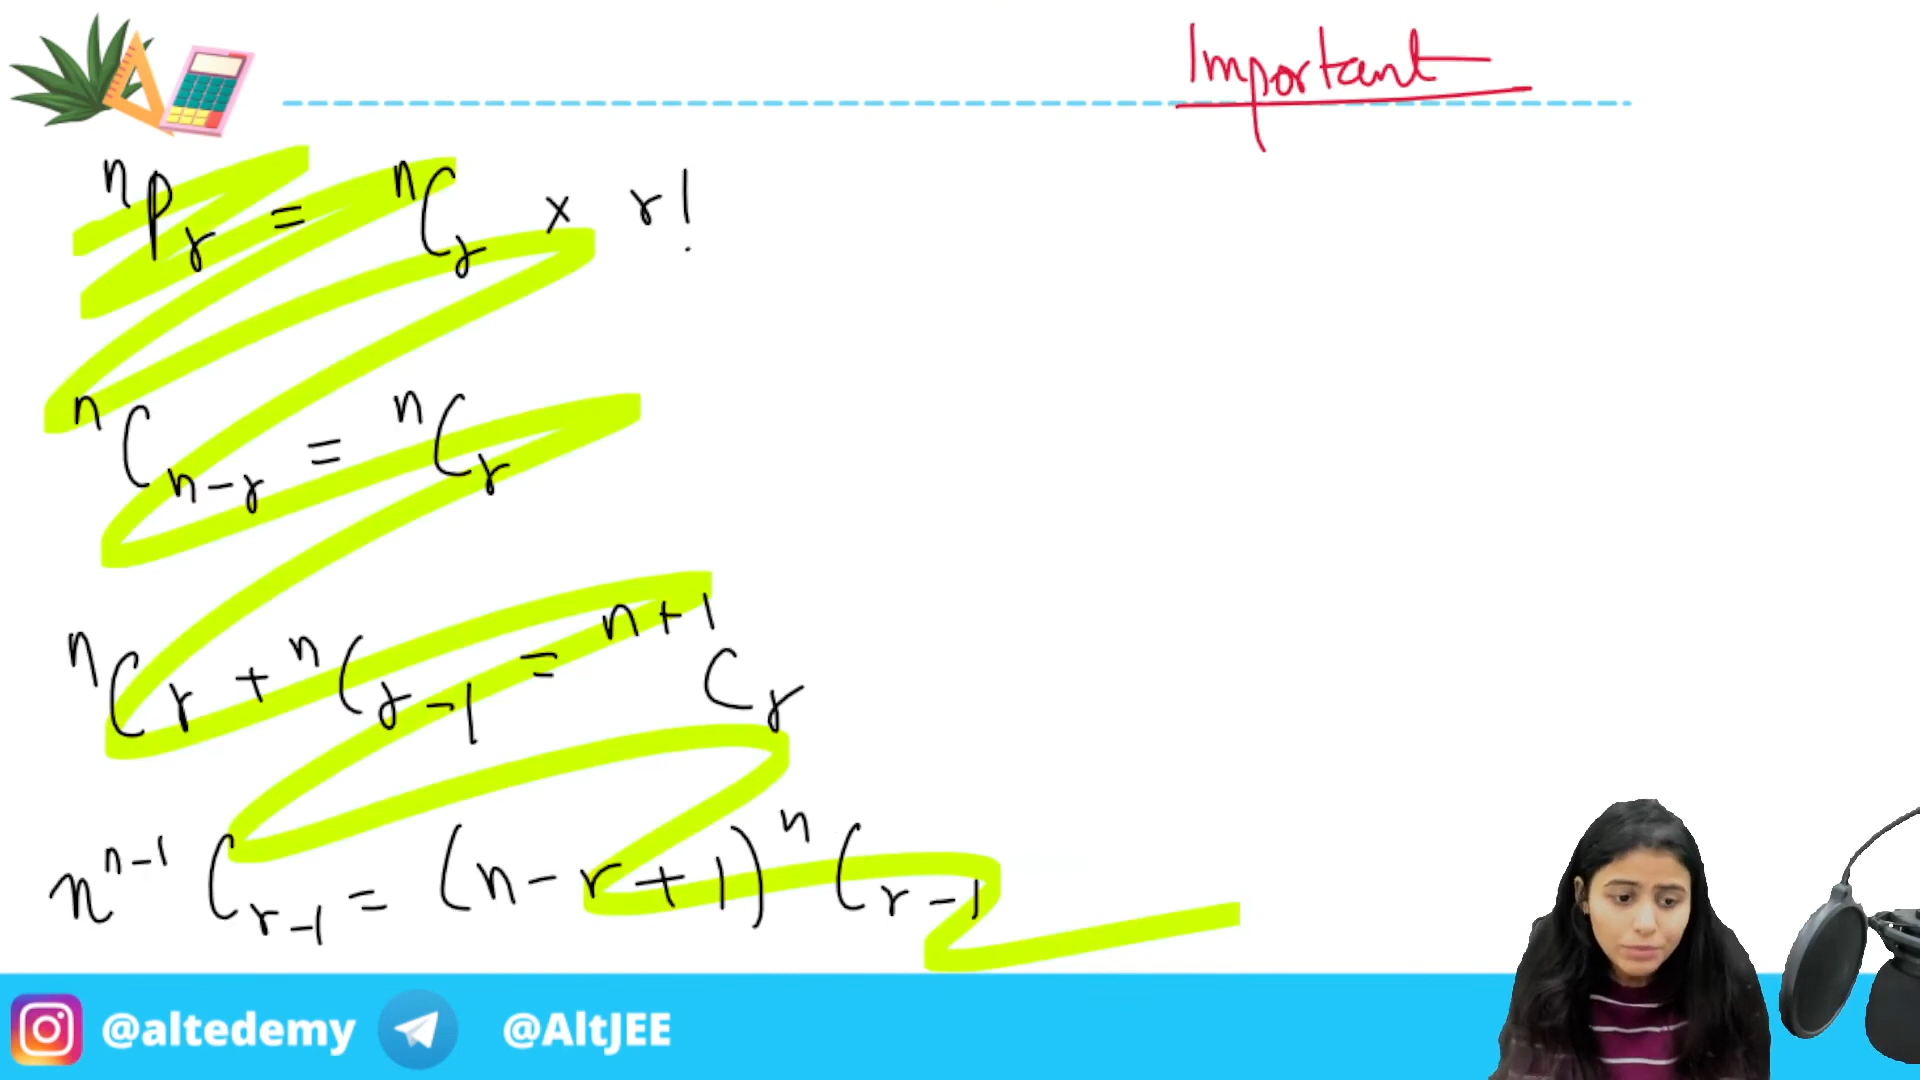 Important
ⁿPᵣ = ⁿCᵣ × r!
ⁿCₙ₋ᵣ = ⁿCᵣ
ⁿCᵣ + ⁿCᵣ₋₁ = ⁿ⁺¹Cᵣ
n ⁿ⁻¹Cᵣ₋₁ = (n-r+1) ⁿCᵣ₋₁
@altedemy @AltJEE